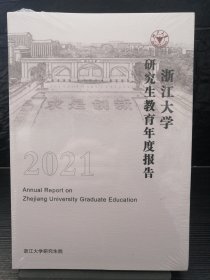 浙江大学
研究生教育年度报告
求是创新
2021
Annual Report on
Zhejiang University Graduate Education
浙江大学研究生院